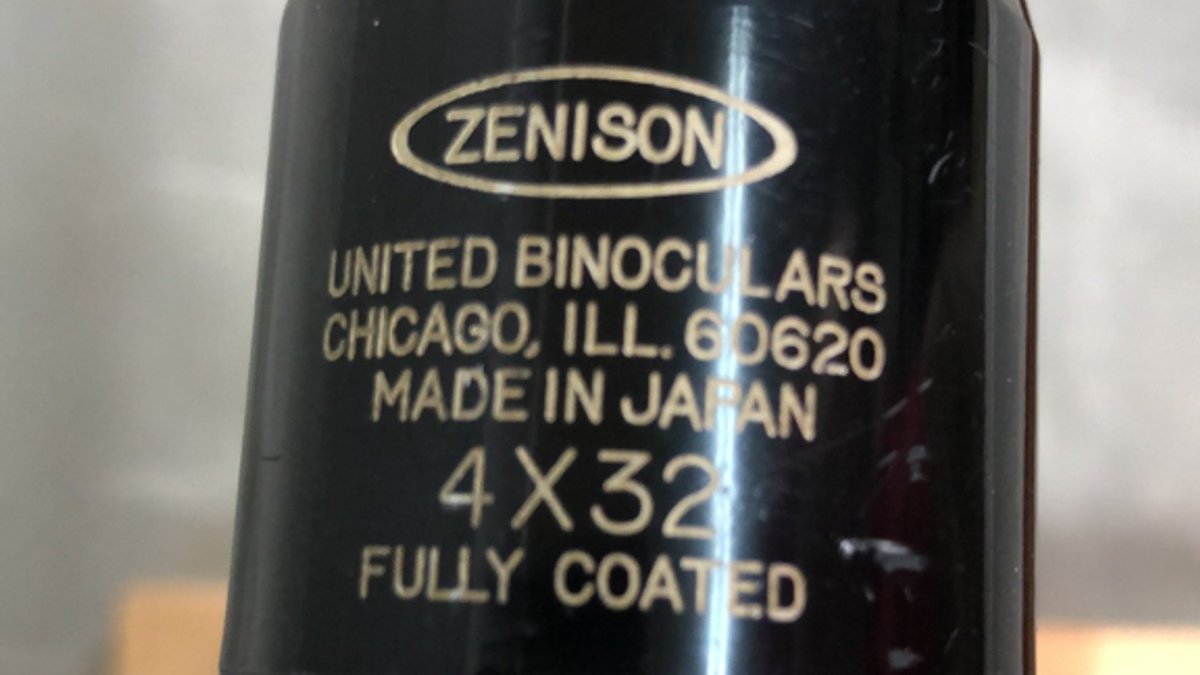 ZENISON
UNITED BINOCULARS
CHICAGO, ILL. 60620
MADE IN JAPAN
4X32
FULLY COATED